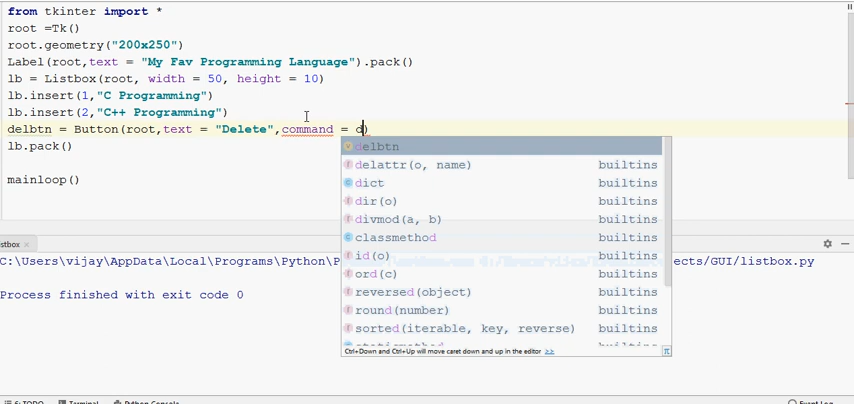 from tkinter import *
root =Tk()
root.geometry("200x250")
Label(root,text = "My Fav Programming Language").pack()
lb = Listbox(root, width = 50, height = 10)
lb.insert(1,"C Programming")
lb.insert(2,"C++ Programming")
delbtn = Button(root,text = "Delete",command = d)
lb.pack()
mainloop()
delbtn
delattr(o, name) builtins
dict builtins
dir(o) builtins
divmod(a, b) builtins
classmethod builtins
id(o) builtins
ord(c) builtins
reversed(object) builtins
round(number) builtins
sorted(iterable, key, reverse) builtins
Ctrl+Down and Ctrl+Up will move caret down and up in the editor >>
stbox
C:\Users\vijay\AppData\Local\Programs\Python\P ects/GUI/listbox.py
Process finished with exit code 0
6: TODO Terminal Python Console Event Log